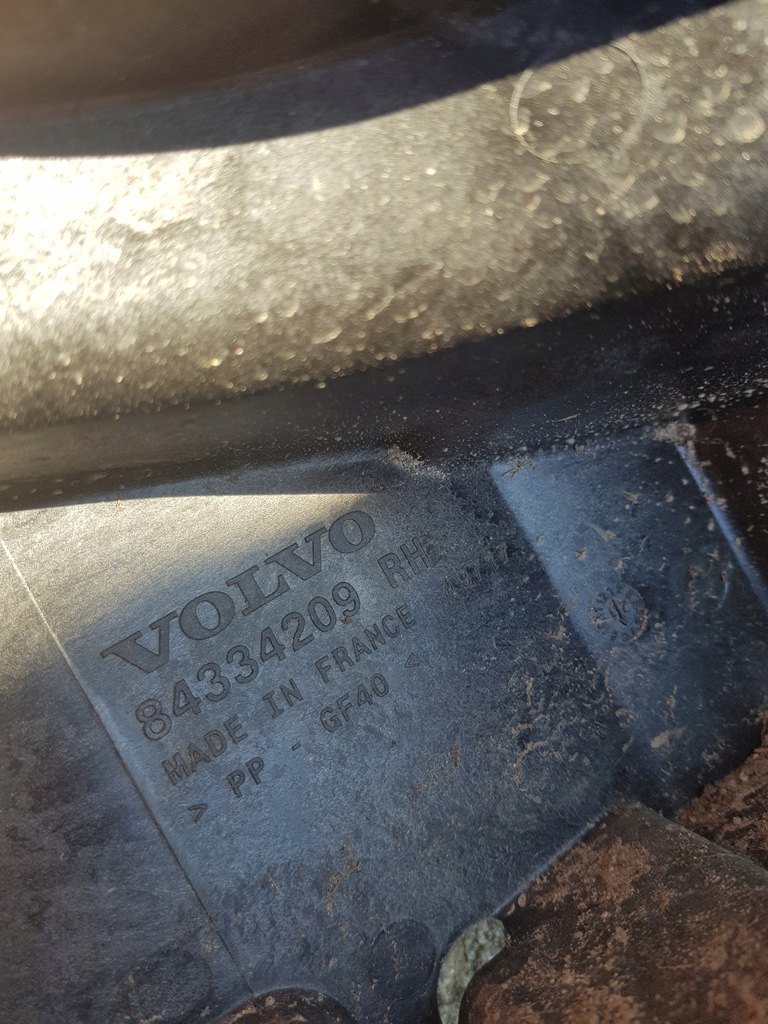 VOLVO
84334209 RH
MADE IN FRANCE
> PP - GF40 <